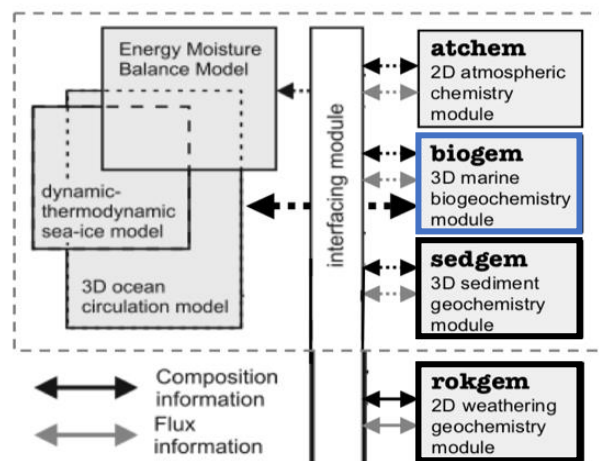 Energy Moisture
Balance Model
dynamic-
thermodynamic
sea-ice model
3D ocean
circulation model
interfacing module
atchem
2D atmospheric
chemistry
module
biogem
3D marine
biogeochemistry
module
sedgem
3D sediment
geochemistry
module
rokgem
2D weathering
geochemistry
module
Composition
information
Flux
information